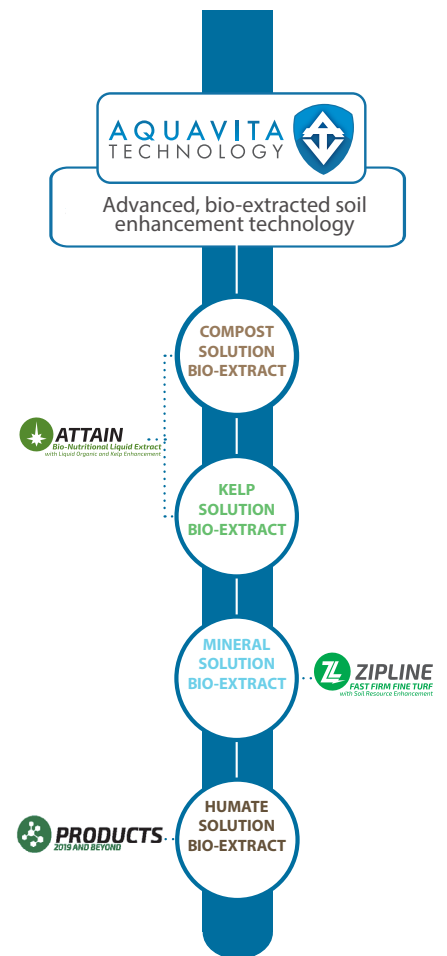 AQUAVITA
TECHNOLOGY
Advanced, bio-extracted soil
enhancement technology
COMPOST
SOLUTION
BIO-EXTRACT
ATTAIN
Bio-Nutritional Liquid Extract
with Liquid Organic and Kelp Enhancement
KELP
SOLUTION
BIO-EXTRACT
MINERAL
SOLUTION
BIO-EXTRACT
ZIPLINE
FAST FIRM FINE TURF
with Soil Resource Enhancement
HUMATE
SOLUTION
BIO-EXTRACT
PRODUCTS
2019 AND BEYOND